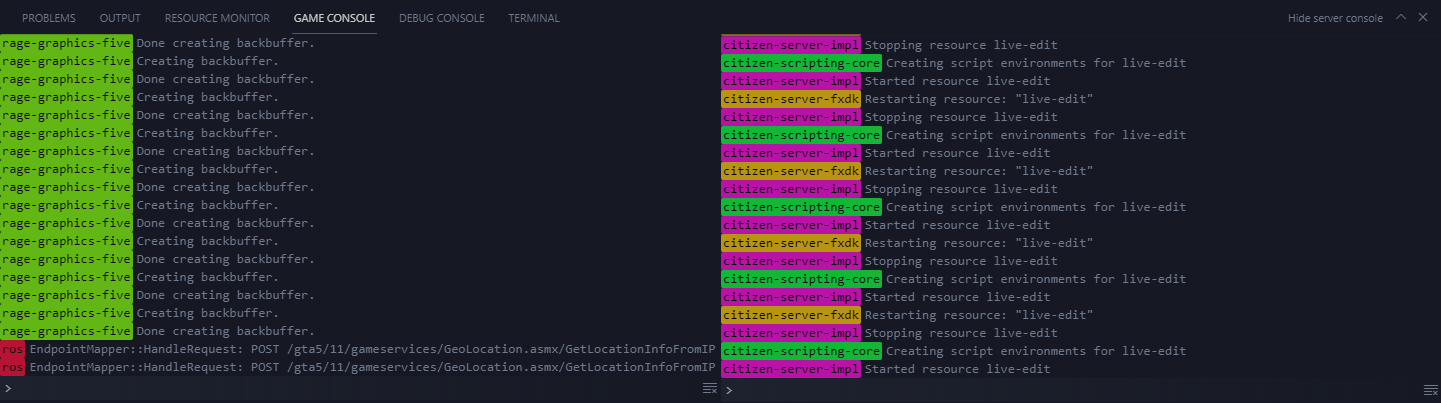 PROBLEMS OUTPUT RESOURCE MONITOR GAME CONSOLE DEBUG CONSOLE TERMINAL Hide server console
rage-graphics-five Done creating backbuffer.
rage-graphics-five Creating backbuffer.
rage-graphics-five Done creating backbuffer.
rage-graphics-five Creating backbuffer.
rage-graphics-five Done creating backbuffer.
rage-graphics-five Creating backbuffer.
rage-graphics-five Done creating backbuffer.
rage-graphics-five Creating backbuffer.
rage-graphics-five Done creating backbuffer.
rage-graphics-five Creating backbuffer.
rage-graphics-five Done creating backbuffer.
rage-graphics-five Creating backbuffer.
rage-graphics-five Done creating backbuffer.
rage-graphics-five Creating backbuffer.
rage-graphics-five Done creating backbuffer.
rage-graphics-five Creating backbuffer.
rage-graphics-five Done creating backbuffer.
ros EndpointMapper::HandleRequest: POST /gta5/11/gameservices/GeoLocation.asmx/GetLocationInfoFromIP
ros EndpointMapper::HandleRequest: POST /gta5/11/gameservices/GeoLocation.asmx/GetLocationInfoFromIP
>
citizen-server-impl Stopping resource live-edit
citizen-scripting-core Creating script environments for live-edit
citizen-server-impl Started resource live-edit
citizen-server-fxdk Restarting resource: "live-edit"
citizen-server-impl Stopping resource live-edit
citizen-scripting-core Creating script environments for live-edit
citizen-server-impl Started resource live-edit
citizen-server-fxdk Restarting resource: "live-edit"
citizen-server-impl Stopping resource live-edit
citizen-scripting-core Creating script environments for live-edit
citizen-server-impl Started resource live-edit
citizen-server-fxdk Restarting resource: "live-edit"
citizen-server-impl Stopping resource live-edit
citizen-scripting-core Creating script environments for live-edit
citizen-server-impl Started resource live-edit
citizen-server-fxdk Restarting resource: "live-edit"
citizen-server-impl Stopping resource live-edit
citizen-scripting-core Creating script environments for live-edit
citizen-server-impl Started resource live-edit
>